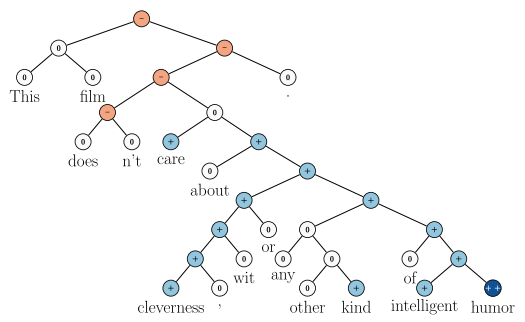 −
0 −
This 0 film 0 − 0 .
− 0
does 0 n't 0 care + +
about 0 +
+ +
+ or 0 0 +
+ wit 0 any 0 0 of 0 +
cleverness + , 0 other 0 kind + intelligent + humor ++